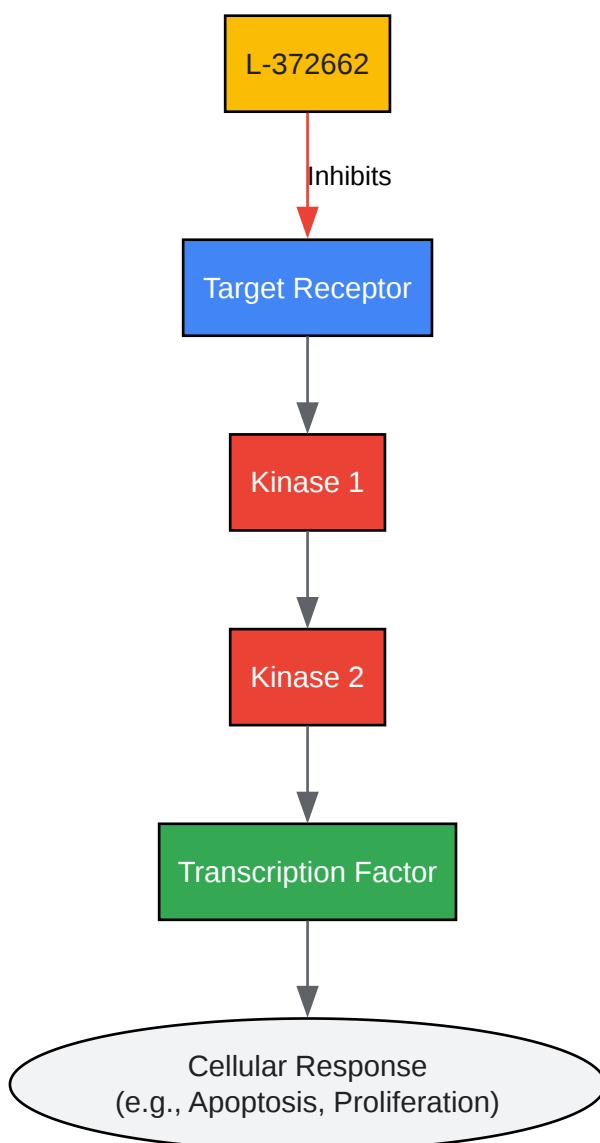 L-372662
Inhibits
Target Receptor
Kinase 1
Kinase 2
Transcription Factor
Cellular Response
(e.g., Apoptosis, Proliferation)